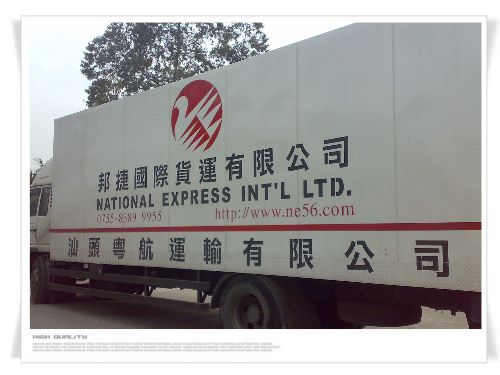 邦捷國際貨運有限公司
NATIONAL EXPRESS INT'L LTD.
0755-8389 9955 http://www.ne56.com
汕頭粤航運輸有限公司
HIGH QUALITY